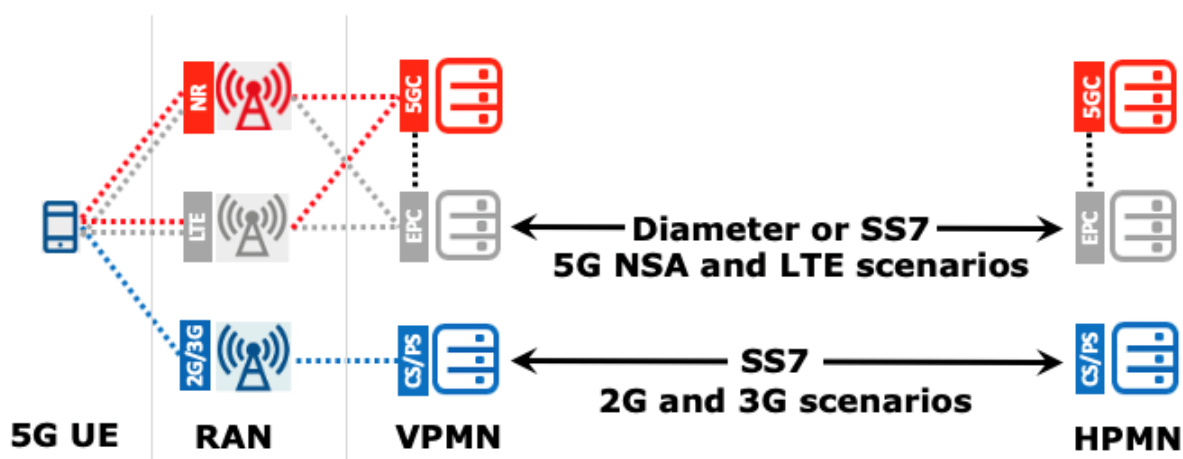 NR
5GC
5GC
LTE
EPC
Diameter or SS7
5G NSA and LTE scenarios
EPC
2G/3G
CS/PS
SS7
2G and 3G scenarios
CS/PS
5G UE
RAN
VPMN
HPMN